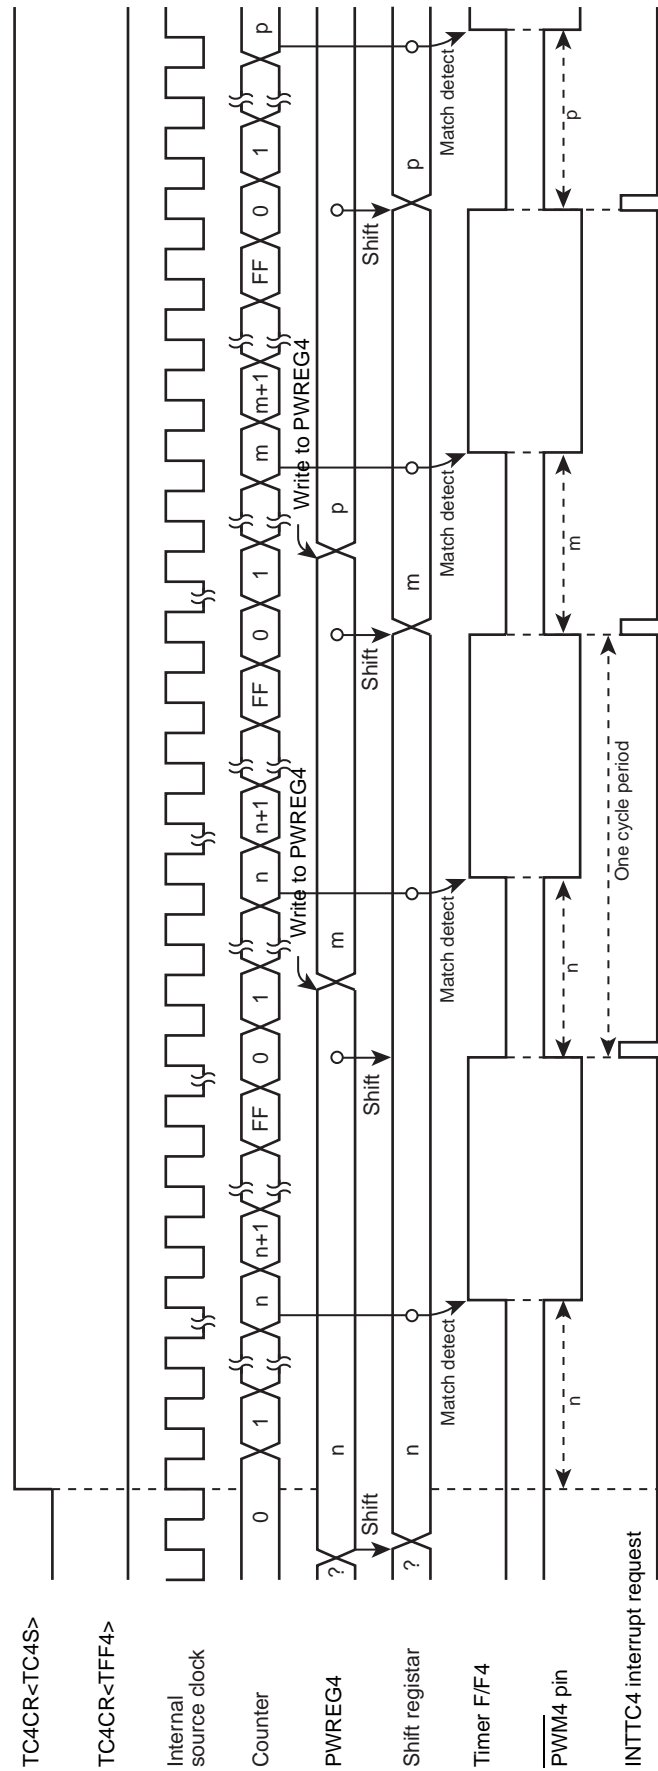 TC4CR<TC4S>
TC4CR<TFF4>
Internal
source clock
Counter 0 1 n n+1 FF 0 1 n n+1 FF 0 1 m m+1 FF 0 1 p
Write to PWREG4 Write to PWREG4
PWREG4 ? n m p
Shift Shift Shift Shift
Shift registar ? n m p
Match detect Match detect Match detect Match detect
Timer F/F4
PWM4 pin
n n m p
One cycle period
INTTC4 interrupt request